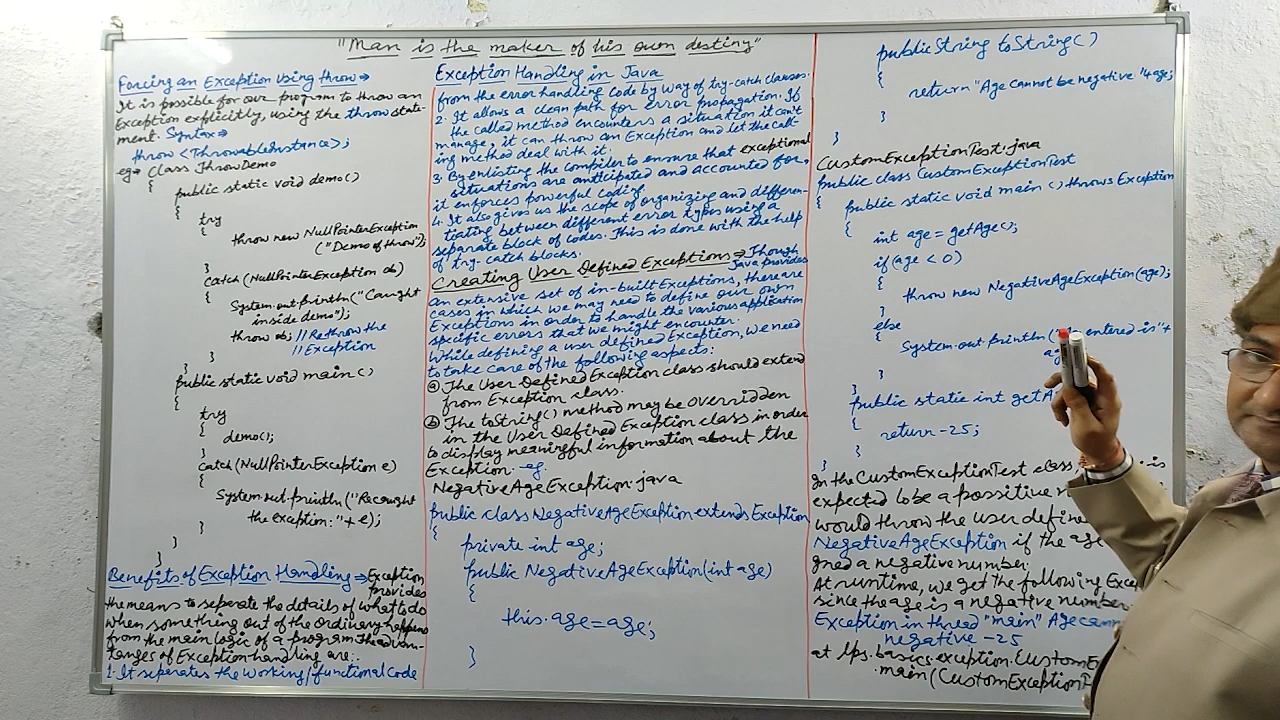 "Man is the maker of his own destiny"
Forcing an Exception using throw ⇒
It is possible for our program to throw an
Exception explicitly, using the throw state-
ment. Syntax ⇒
throw <ThrowableInstance>;
eg ⇒ class ThrowDemo
{
public static void demo()
{
try
{
throw new NullPointerException
("Demo of throw");
}
catch(NullPointerException ob)
{
System.out.println("Caught
inside demo");
throw ob; //Rethrow the
//Exception
}
}
public static void main()
{
try
{
demo();
}
catch(NullPointerException e)
{
System.out.println("Recaught
the exception:"+e);
}
}
}
Benefits of Exception Handling ⇒ Exception
provides
the means to seperate the details of what to do
when something out of the ordinary happens
from the main logic of a program. The advan-
tanges of Exception handling are:-
1. It seperates the working/functional code
Exception Handling in Java
from the error handling code by way of try-catch clauses.
2. It allows a clean path for error propagation. If
the called method encounters a situation it can't
manage, it can throw an Exception and let the call-
ing method deal with it.
3. By enlisting the compiler to ensure that exceptional
situations are anticipated and accounted for,
it enforces powerful coding.
4. It also gives us the scope of organizing and differen-
tiating between different error types using a
separate block of codes. This is done with the help
of try-catch blocks.
Creating User Defined Exceptions ⇒ Though
Java provides
an extensive set of in-built Exceptions, there are
cases in which we may need to define our own
Exceptions in order to handle the various application
specific errors that we might encounter.
While defining a user defined Exception, we need
to take care of the following aspects:
ⓐ The User Defined Exception class should extend
from Exception class.
ⓑ The toString() method may be overridden
in the User Defined Exception class in order
to display meaningful information about the
Exception. eg.
NegativeAgeException.java
public class NegativeAgeException extends Exception
{
private int age;
public NegativeAgeException(int age)
{
this.age=age;
}
public String toString()
{
return "Age cannot be negative "+age;
}
}
CustomExceptionTest.java
public class CustomExceptionTest
{
public static void main() throws Exception
{
int age=getAge();
if(age < 0)
{
throw new NegativeAgeException(age);
}
else
{
System.out.println(" entered is"+
ag
}
}
public static int getA
{
return -25;
}
}
In the CustomExceptionTest class, is
expected to be a possitive
would throw the user define
NegativeAgeException if the age
gned a negative number.
At runtime, we get the following Exce
since the age is a negative number.
Exception in thread "main" Age cann
negative -25
at lps.basics.exception.CustomE
.main(CustomExceptionT